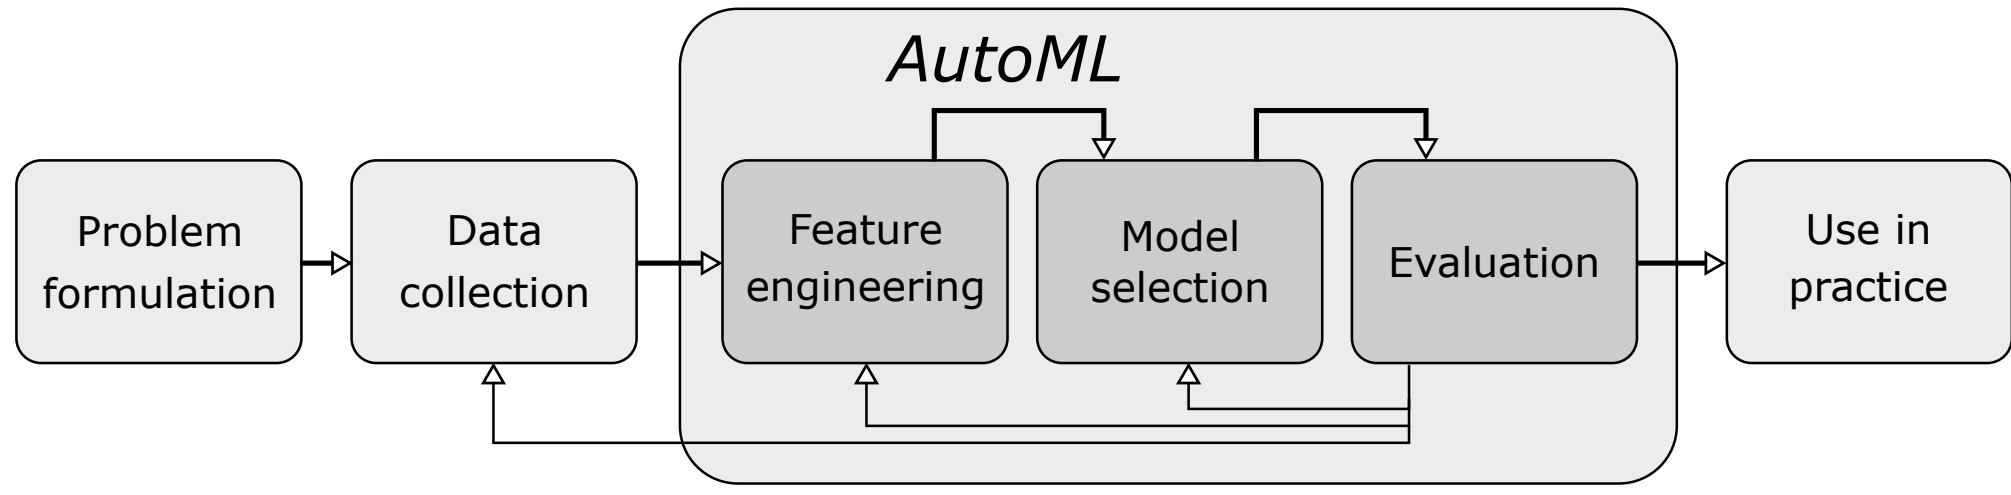 AutoML
Problem
formulation
Data
collection
Feature
engineering
Model
selection
Evaluation
Use in
practice